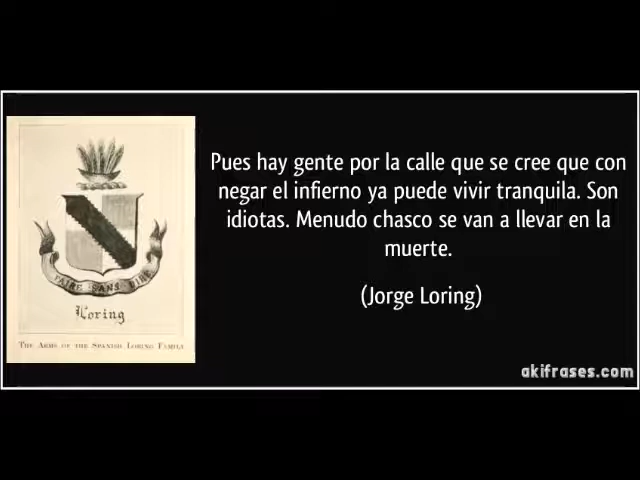 Pues hay gente por la calle que se cree que con
negar el infierno ya puede vivir tranquila. Son
idiotas. Menudo chasco se van a llevar en la
muerte.
(Jorge Loring)
FAIRE SANS DIRE
Loring
THE ARMS OF THE SPANISH LORING FAMILY
akifrases.com